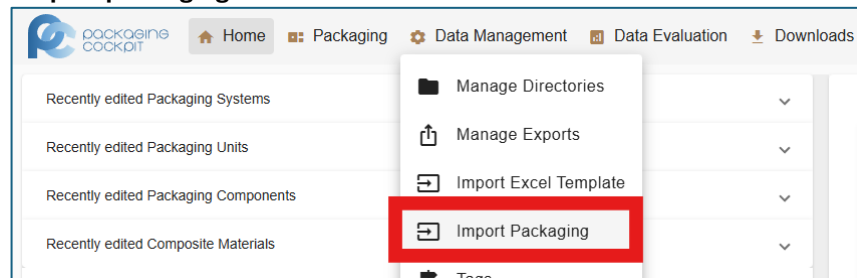 PACKAGING
COCKPIT
Home
Packaging
Data Management
Data Evaluation
Downloads
Recently edited Packaging Systems
Recently edited Packaging Units
Recently edited Packaging Components
Recently edited Composite Materials
Manage Directories
Manage Exports
Import Excel Template
Import Packaging